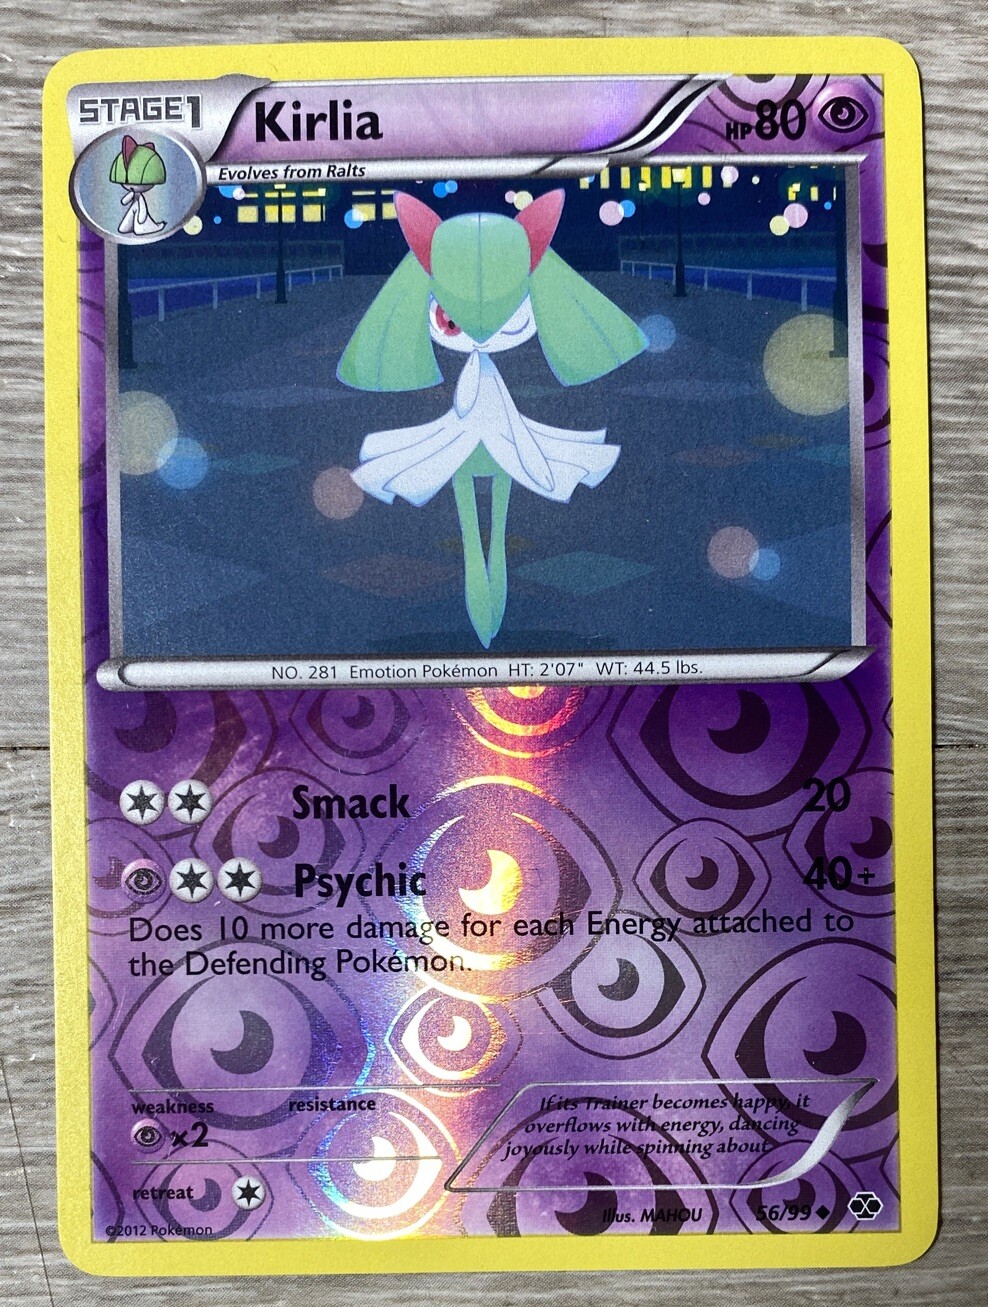 STAGE1
Kirlia
HP80
Evolves from Ralts
NO. 281 Emotion Pokémon HT: 2'07" WT: 44.5 lbs.
Smack 20
Psychic 40+
Does 10 more damage for each Energy attached to
the Defending Pokémon.
weakness resistance
×2
retreat
If its Trainer becomes happy, it
overflows with energy, dancing
joyously while spinning about.
Illus. MAHOU 56/99
©2012 Pokémon